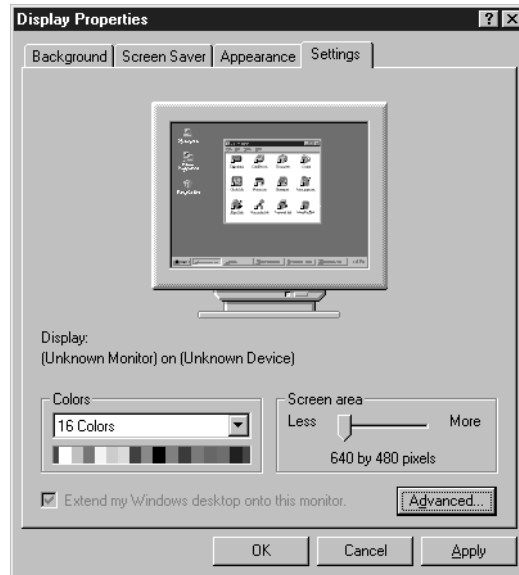 Display Properties
Background Screen Saver Appearance Settings
Display:
(Unknown Monitor) on (Unknown Device)
Colors
16 Colors
Screen area
Less More
640 by 480 pixels
Extend my Windows desktop onto this monitor.
Advanced...
OK Cancel Apply